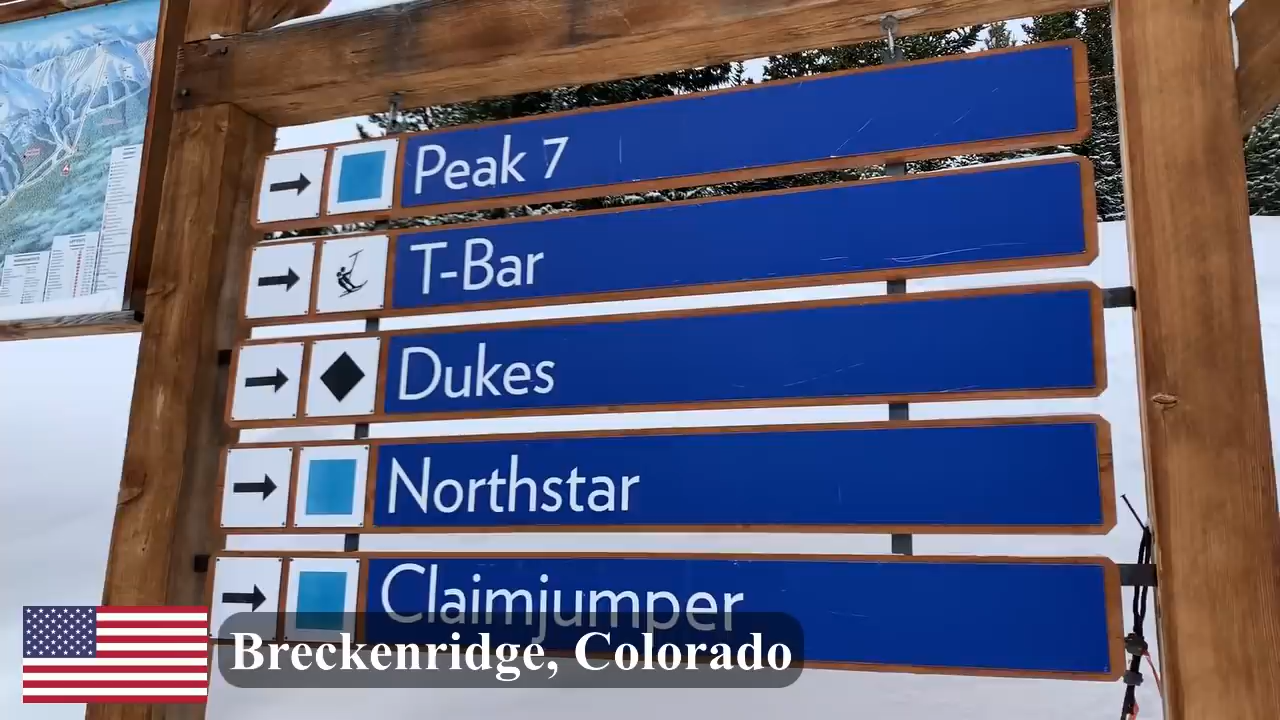 Peak 7
T-Bar
Dukes
Northstar
Claimjumper
Breckenridge, Colorado